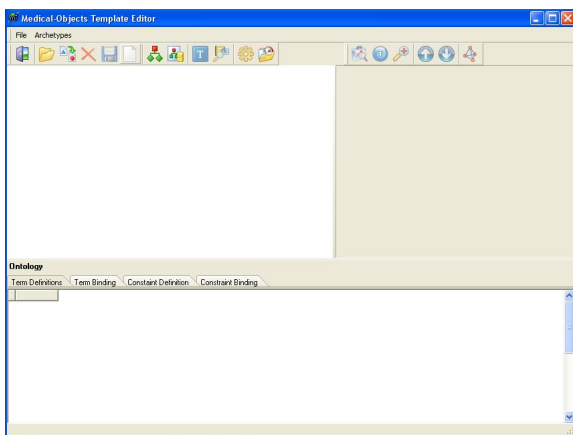 Medical-Objects Template Editor
File Archetypes
Ontology
Term Definitions Term Binding Constaint Definition Constraint Binding